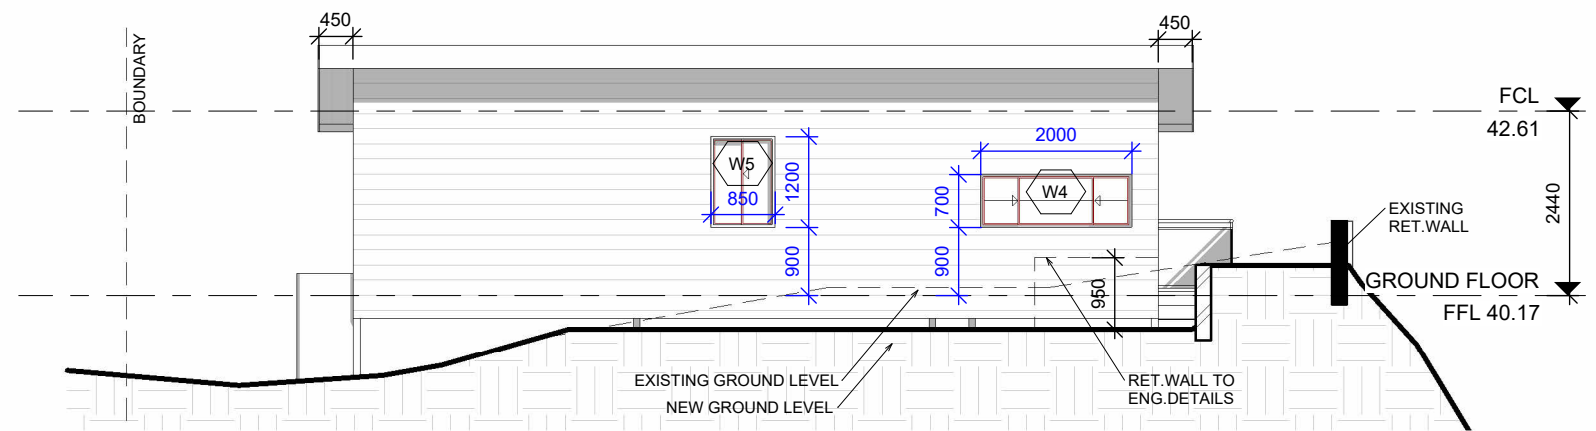 450
450
BOUNDARY
FCL
42.61
2000
W5
W4
850
1200
700
2440
EXISTING
RET.WALL
900
900
950
GROUND FLOOR
FFL 40.17
EXISTING GROUND LEVEL
NEW GROUND LEVEL
RET.WALL TO
ENG.DETAILS